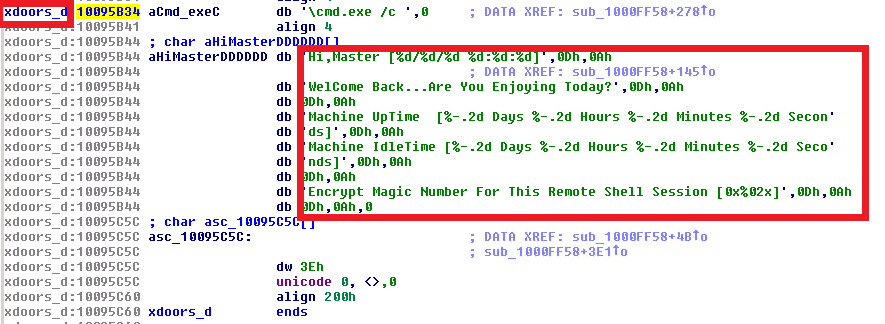 xdoors_d:10095B34 aCmd_exeC db '\cmd.exe /c ',0 ; DATA XREF: sub_1000FF58+278↑o
xdoors_d:10095B41 align 4
xdoors_d:10095B44 ; char aHiMasterDDDDDD[]
xdoors_d:10095B44 aHiMasterDDDDDD db 'Hi,Master [%d/%d/%d %d:%d:%d]',0Dh,0Ah
xdoors_d:10095B44 ; DATA XREF: sub_1000FF58+145↑o
xdoors_d:10095B44 db 'WelCome Back...Are You Enjoying Today?',0Dh,0Ah
xdoors_d:10095B44 db 0Dh,0Ah
xdoors_d:10095B44 db 'Machine UpTime  [%-.2d Days %-.2d Hours %-.2d Minutes %-.2d Secon'
xdoors_d:10095B44 db 'ds]',0Dh,0Ah
xdoors_d:10095B44 db 'Machine IdleTime [%-.2d Days %-.2d Hours %-.2d Minutes %-.2d Seco'
xdoors_d:10095B44 db 'nds]',0Dh,0Ah
xdoors_d:10095B44 db 0Dh,0Ah
xdoors_d:10095B44 db 'Encrypt Magic Number For This Remote Shell Session [0x%02x]',0Dh,0Ah
xdoors_d:10095B44 db 0Dh,0Ah,0
xdoors_d:10095C5C ; char asc_10095C5C[]
xdoors_d:10095C5C asc_10095C5C: ; DATA XREF: sub_1000FF58+4B↑o
xdoors_d:10095C5C ; sub_1000FF58+3E1↑o
xdoors_d:10095C5C dw 3Eh
xdoors_d:10095C5C unicode 0, <>,0
xdoors_d:10095C60 align 200h
xdoors_d:10095C60 xdoors_d ends